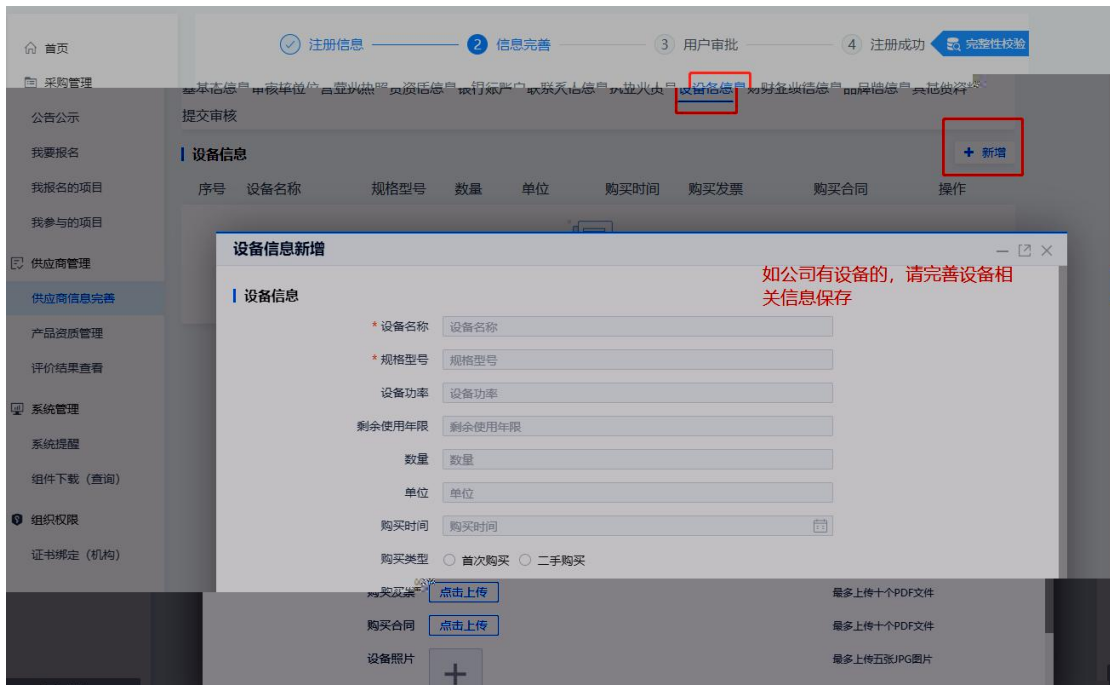 首页
注册信息
2 信息完善
3 用户审批
4 注册成功
完整性校验
采购管理
设备信息
公告公示
提交审核
我要报名
设备信息
+ 新增
我报名的项目
序号 设备名称 规格型号 数量 单位 购买时间 购买发票 购买合同 操作
我参与的项目
供应商管理
供应商信息完善
产品资质管理
评价结果查看
系统管理
系统提醒
组件下载（查询）
组织权限
证书绑定（机构）
设备信息新增
如公司有设备的，请完善设备相
关信息保存
设备信息
* 设备名称 设备名称
* 规格型号 规格型号
设备功率 设备功率
剩余使用年限 剩余使用年限
数量 数量
单位 单位
购买时间 购买时间
购买类型 首次购买 二手购买
点击上传 最多上传十个PDF文件
购买合同 点击上传 最多上传十个PDF文件
设备照片 最多上传五张JPG图片